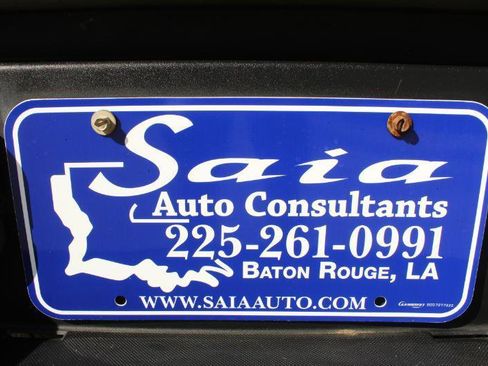 Saia
Auto Consultants
225-261-0991
BATON ROUGE, LA
WWW.SAIAAUTO.COM